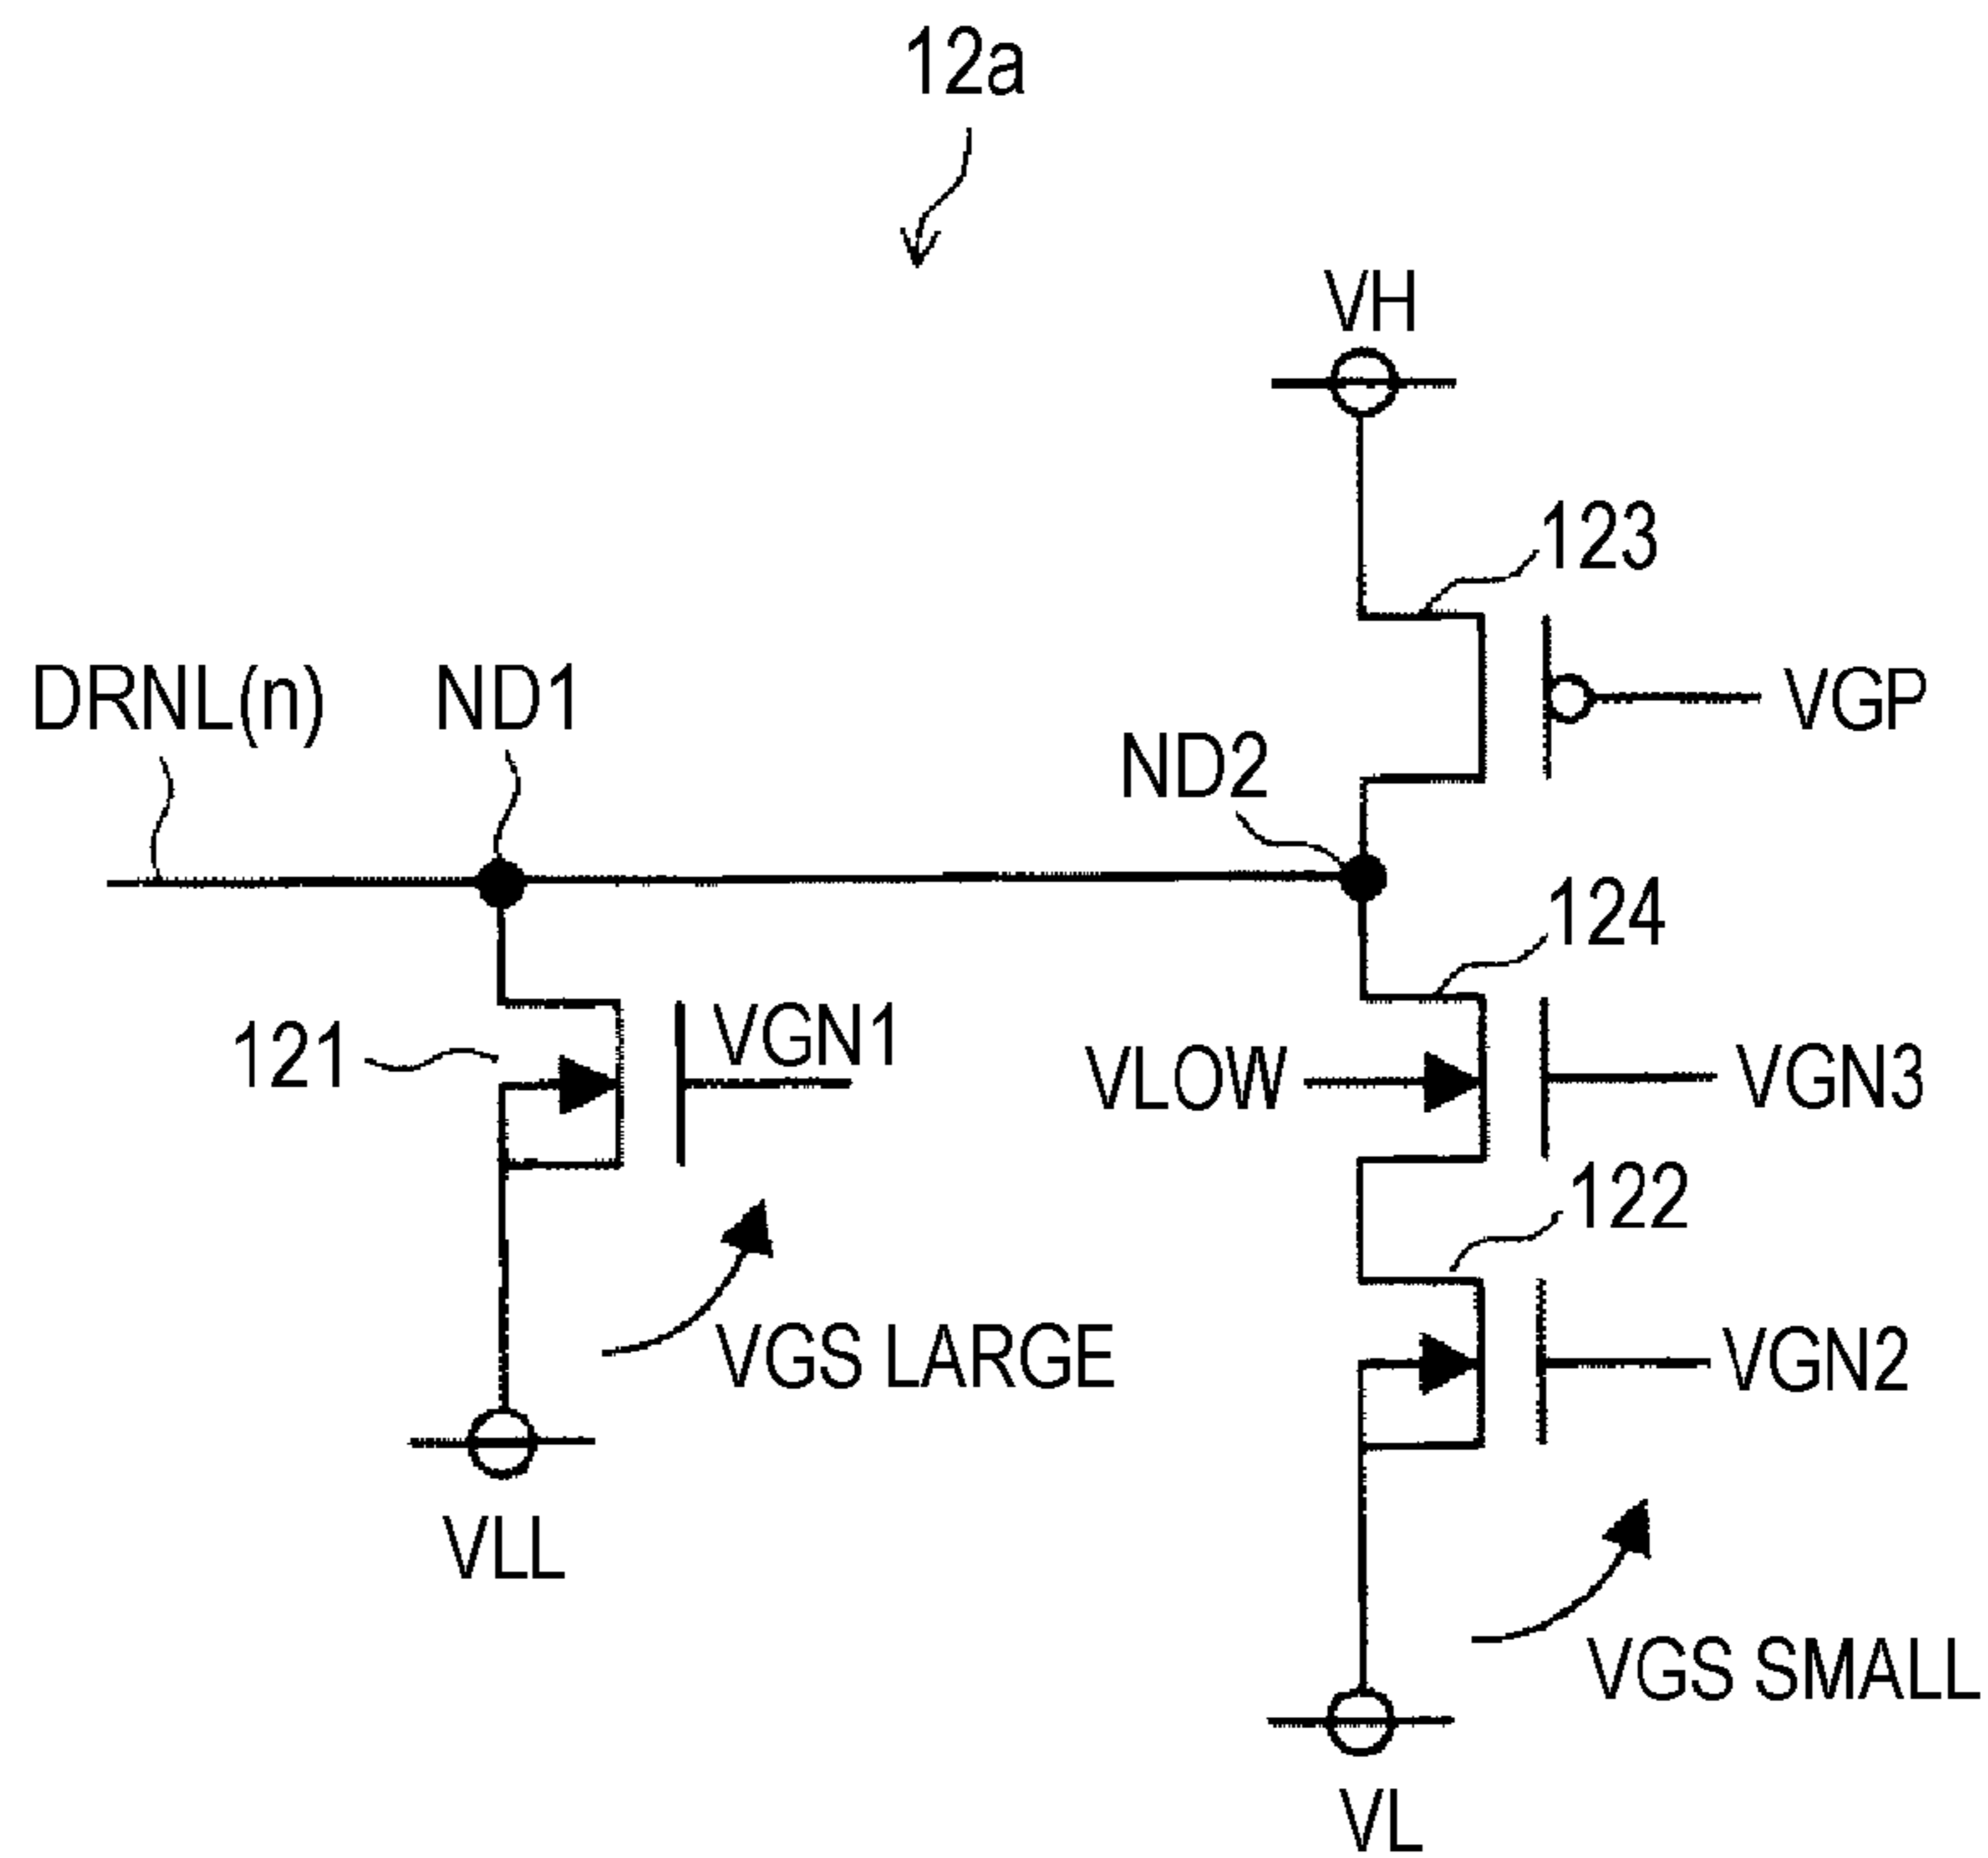 12a
VH
123
DRNL(n)
ND1
VGP
ND2
124
121
VGN1
VLOW
VGN3
122
VGS LARGE
VGN2
VLL
VGS SMALL
VL